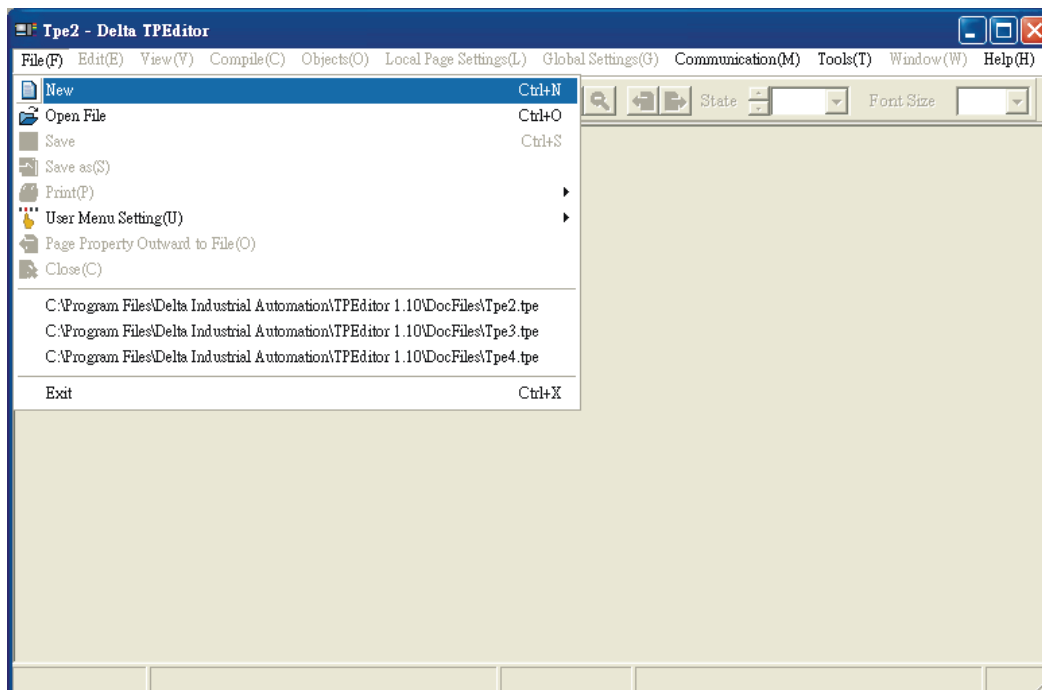 Tpe2 - Delta TPEditor
File(F) Edit(E) View(V) Compile(C) Objects(O) Local Page Settings(L) Global Settings(G) Communication(M) Tools(T) Window(W) Help(H)
New Ctrl+N
State Font Size
Open File Ctrl+O
Save Ctrl+S
Save as(S)
Print(P)
User Menu Setting(U)
Page Property Outward to File(O)
Close(C)
C:\Program Files\Delta Industrial Automation\TPEditor 1.10\DocFiles\Tpe2.tpe
C:\Program Files\Delta Industrial Automation\TPEditor 1.10\DocFiles\Tpe3.tpe
C:\Program Files\Delta Industrial Automation\TPEditor 1.10\DocFiles\Tpe4.tpe
Exit Ctrl+X